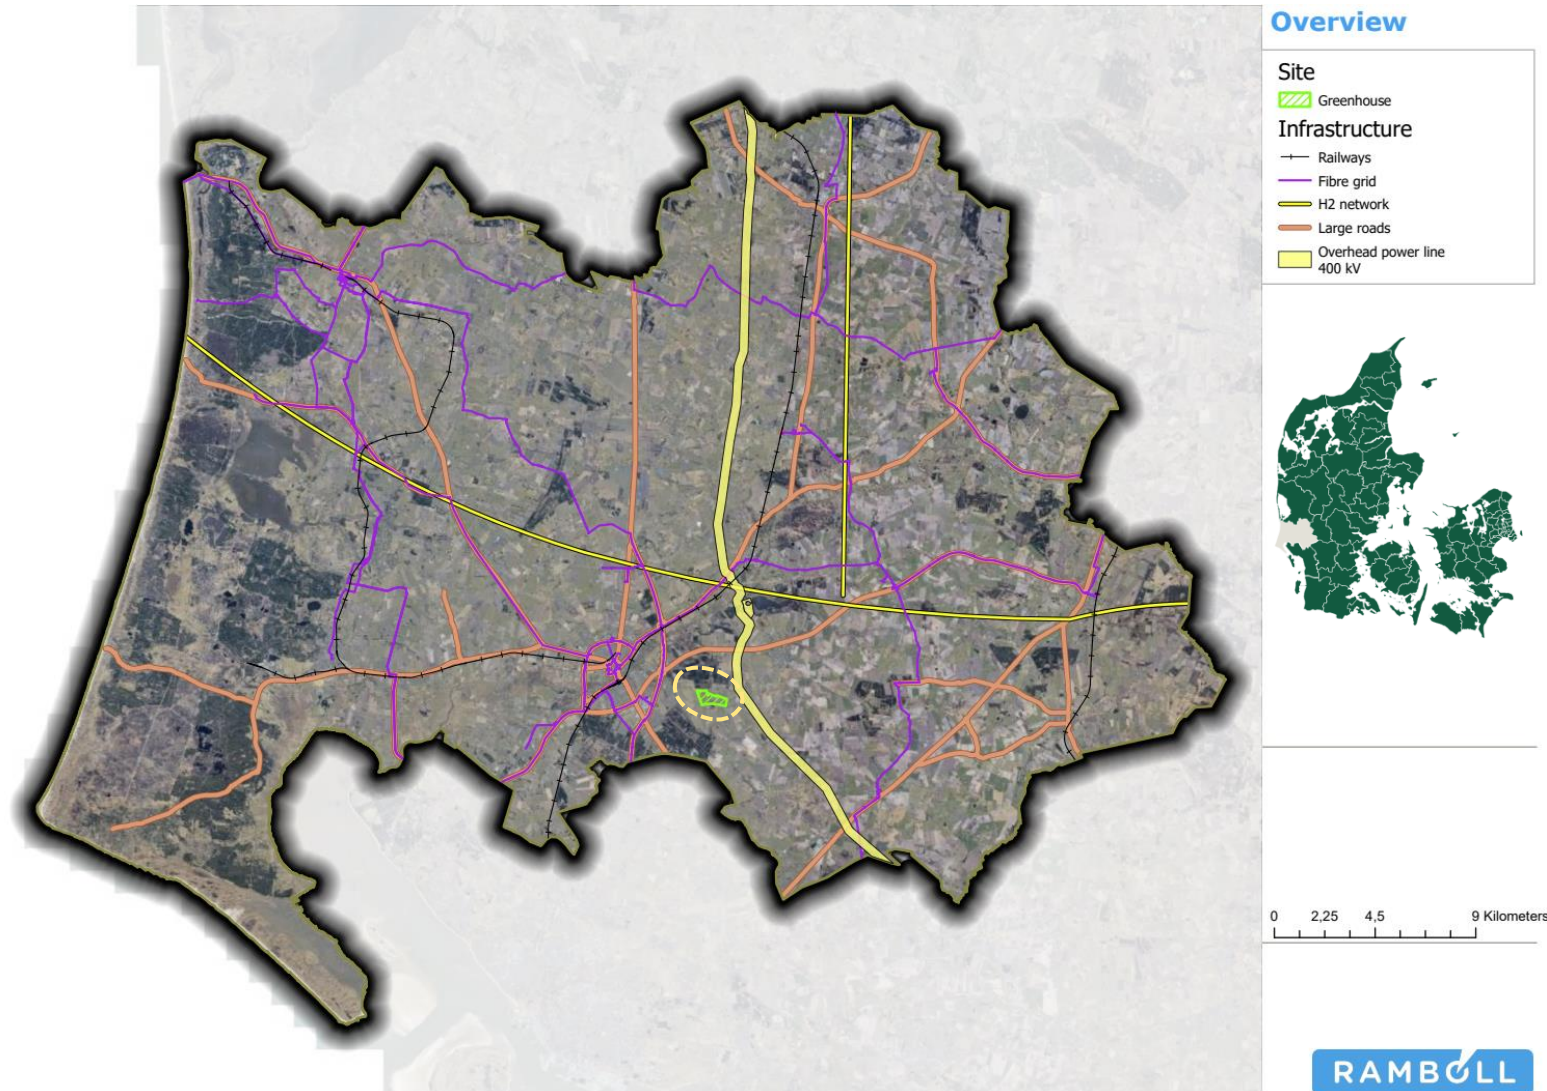 Overview
Site
Greenhouse
Infrastructure
Railways
Fibre grid
H2 network
Large roads
Overhead power line
400 kV
0 2,25 4,5 9 Kilometers
RAMBOLL